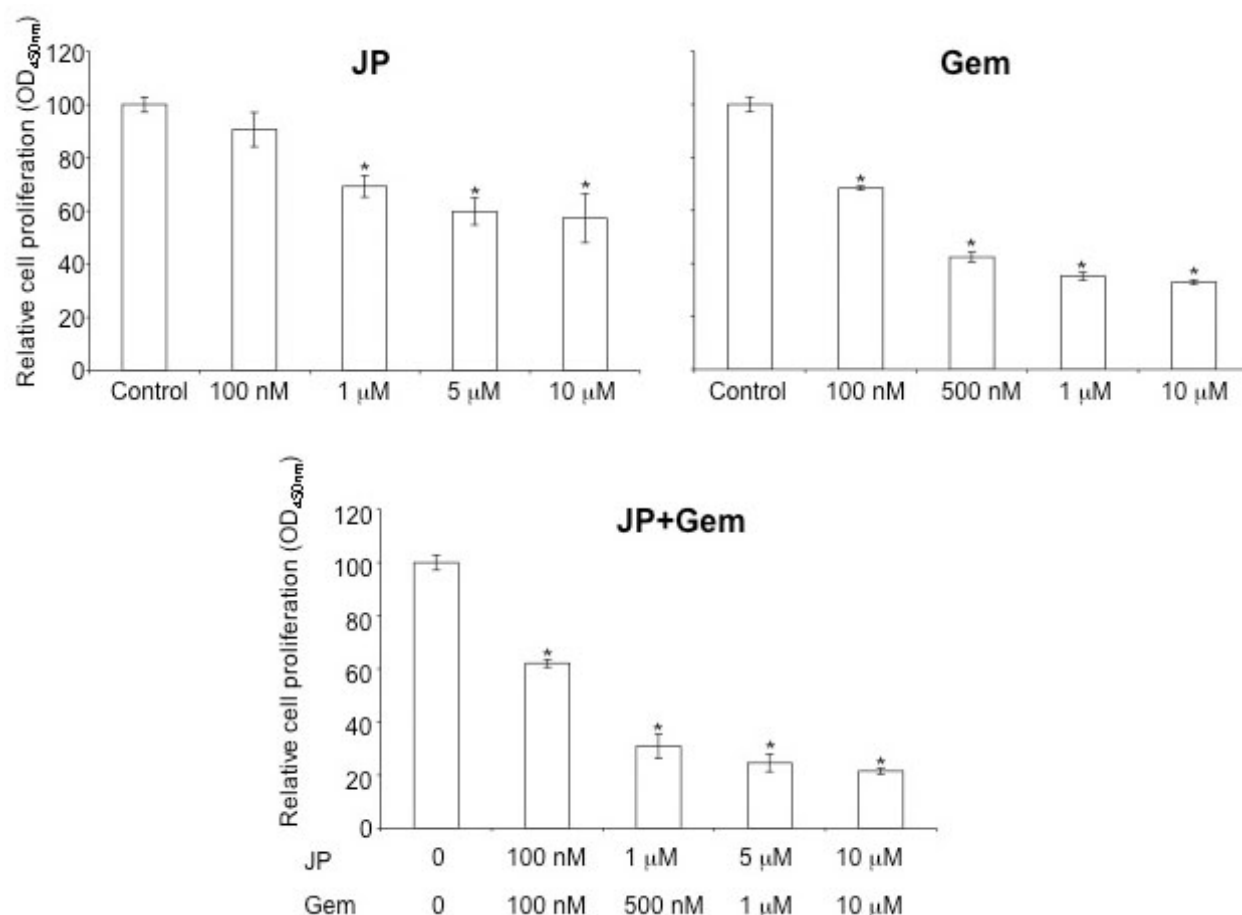 Relative cell proliferation (OD450nm)
JP
120
100
80
60
40
20
0
Control 100 nM 1 μM 5 μM 10 μM
Gem
* * *
* * * *
Control 100 nM 500 nM 1 μM 10 μM
Relative cell proliferation (OD450nm)
JP+Gem
120
100
80
60
40
20
0
* * * *
JP 0 100 nM 1 μM 5 μM 10 μM
Gem 0 100 nM 500 nM 1 μM 10 μM